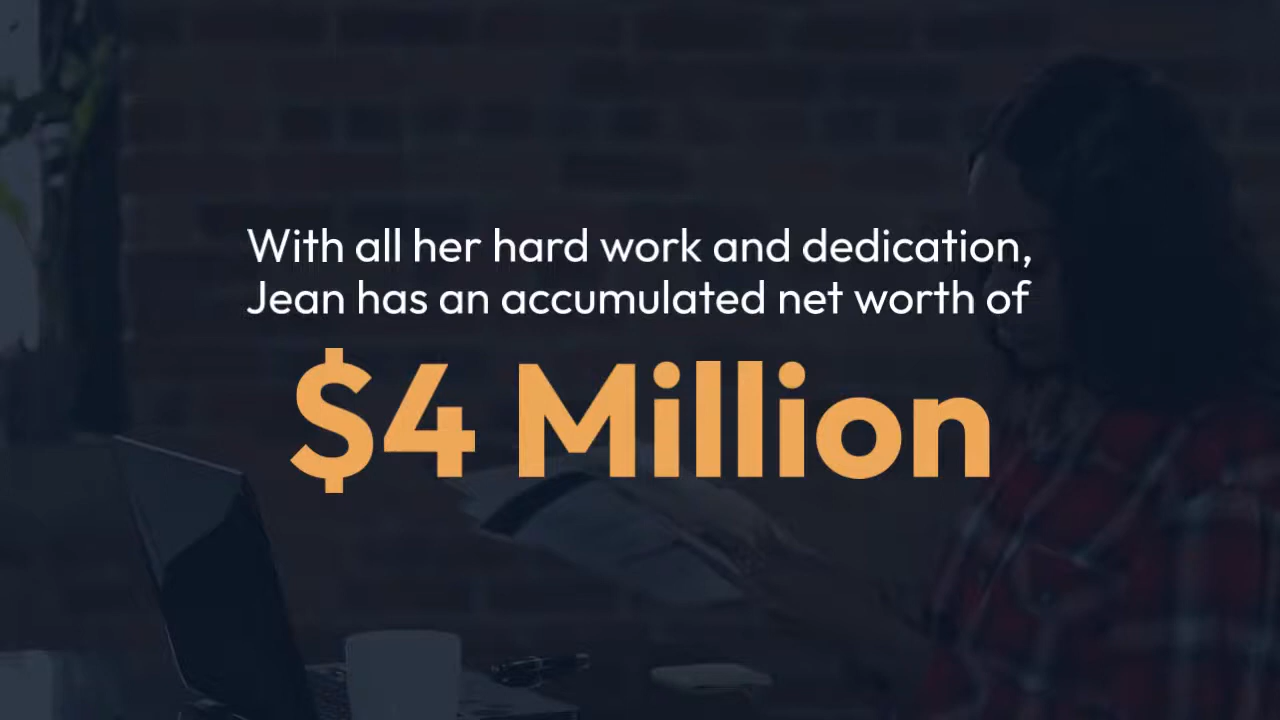 With all her hard work and dedication,
Jean has an accumulated net worth of
$4 Million